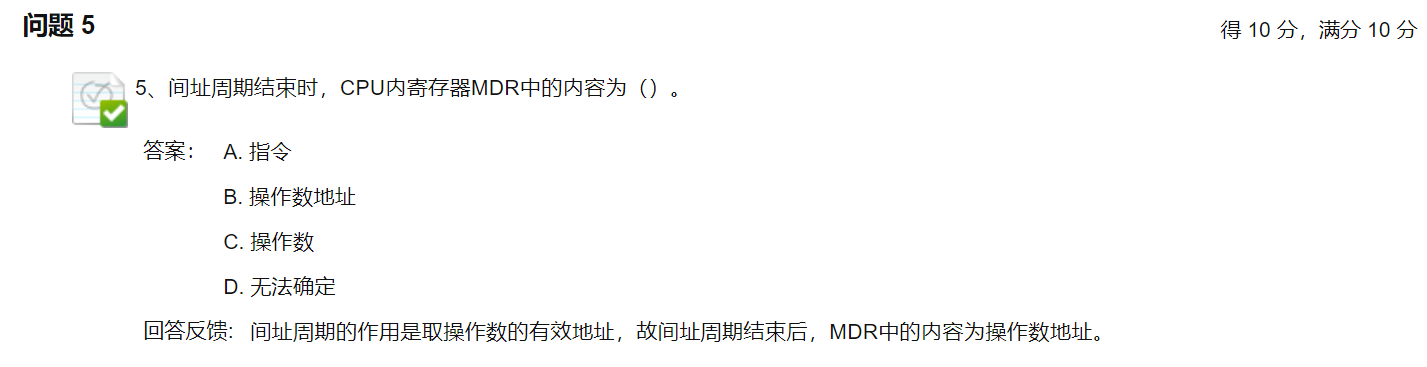 问题 5
得 10 分，满分 10 分
5、间址周期结束时，CPU内寄存器MDR中的内容为（）。
答案： A. 指令
B. 操作数地址
C. 操作数
D. 无法确定
回答反馈: 间址周期的作用是取操作数的有效地址，故间址周期结束后，MDR中的内容为操作数地址。